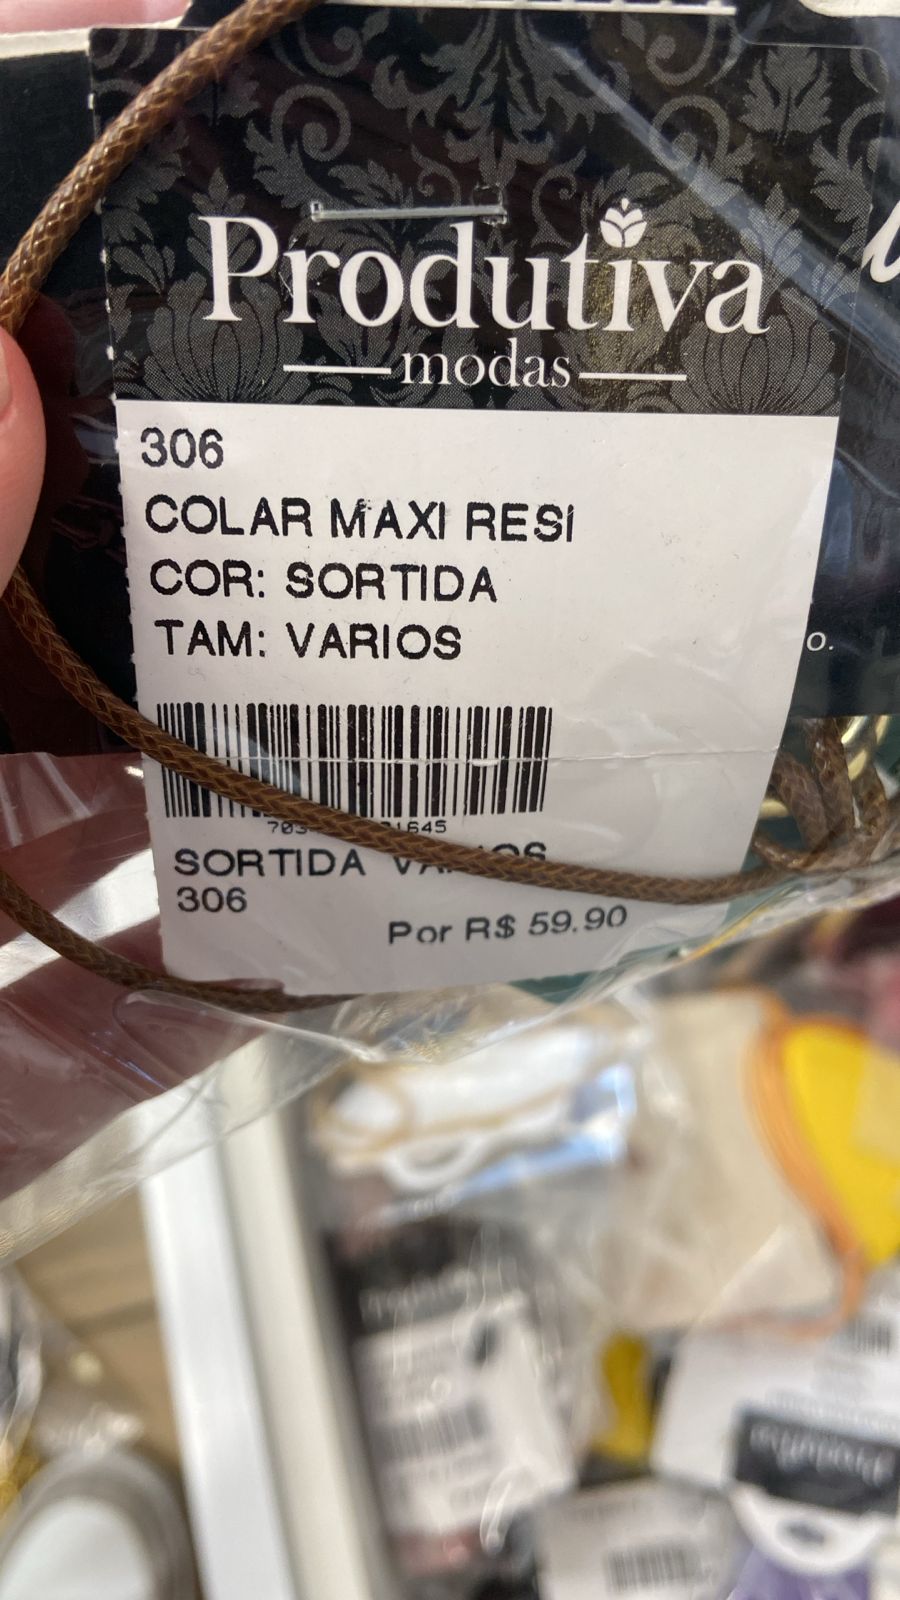 Produtiva
modas
306
COLAR MAXI RESI
COR: SORTIDA
TAM: VARIOS
o.
SORTIDA
306
Por R$ 59.90